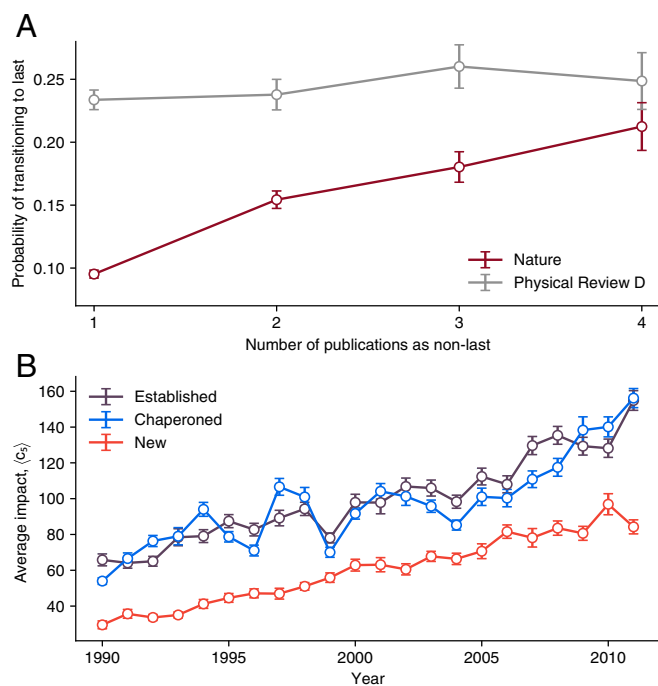 A
Probability of transitioning to last
0.25
0.20
0.15
0.10
Nature
Physical Review D
1 2 3 4
Number of publications as non-last
B
Average impact, ⟨c₅⟩
160
140
120
100
80
60
40
Established
Chaperoned
New
1990 1995 2000 2005 2010
Year